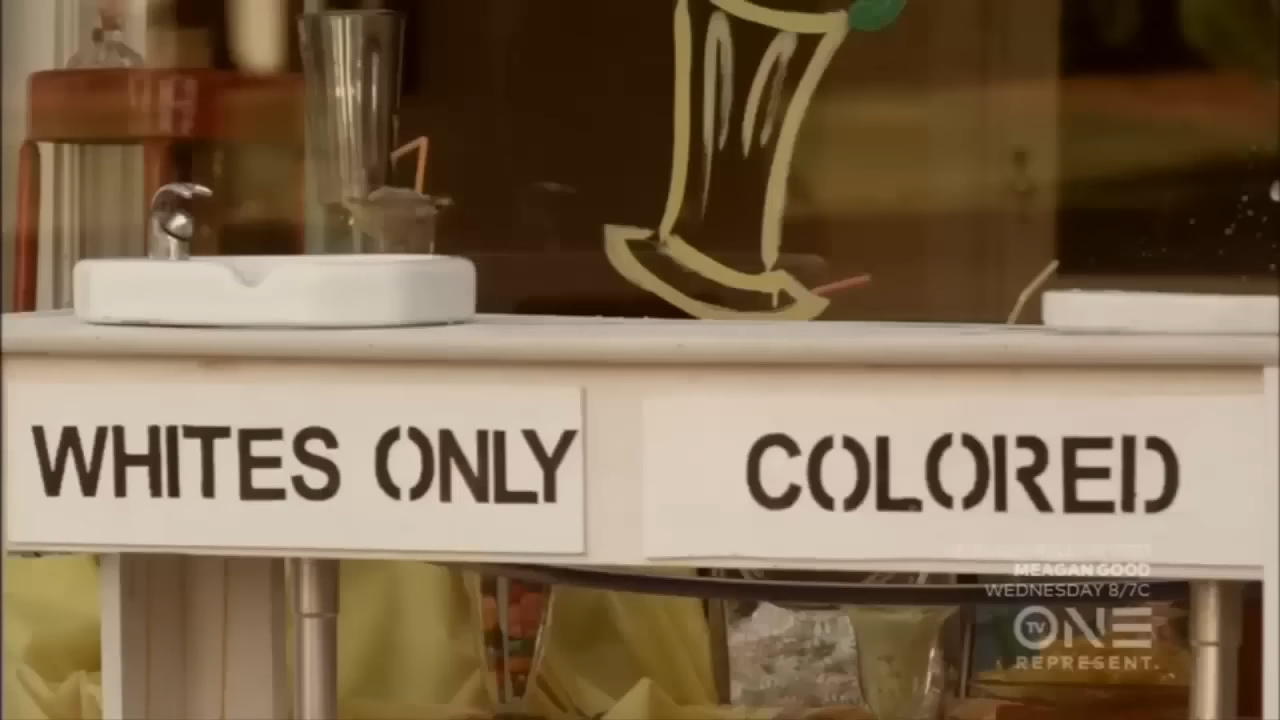 WHITES ONLY
COLORED
MEAGAN GOOD
WEDNESDAY 8/7C
TV ONE
REPRESENT.